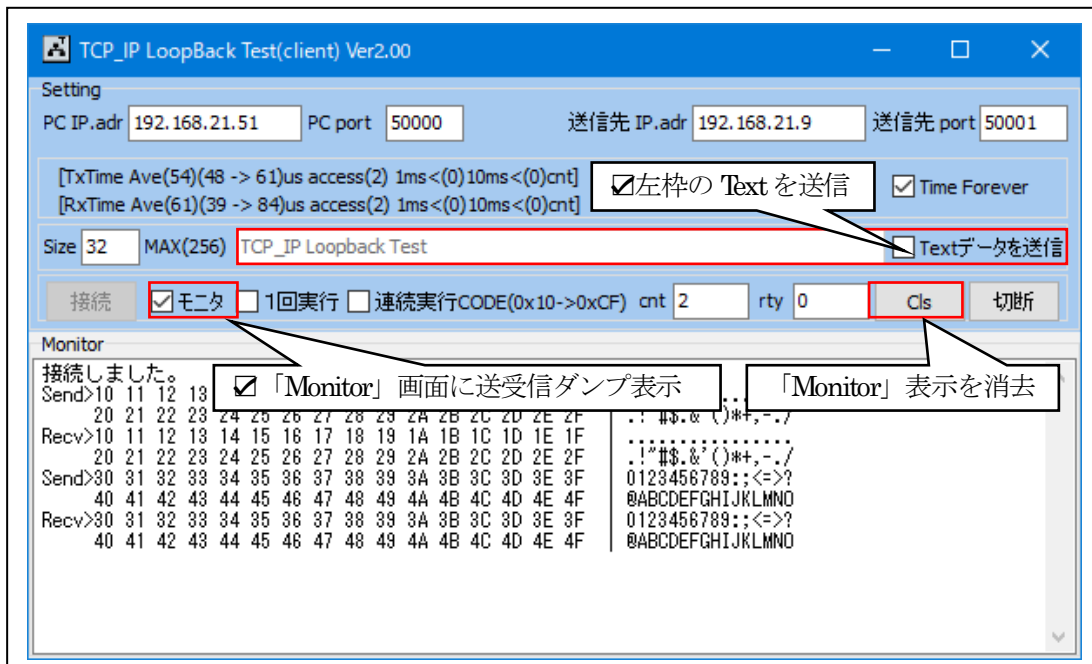 TCP_IP LoopBack Test(client) Ver2.00
Setting
PC IP.adr 192.168.21.51 PC port 50000 送信先 IP.adr 192.168.21.9 送信先 port 50001
[TxTime Ave(54)(48 -> 61)us access(2) 1ms<(0)10ms<(0)cnt]
☑左枠の Text を送信
Time Forever
[RxTime Ave(61)(39 -> 84)us access(2) 1ms<(0)10ms<(0)cnt]
Size 32 MAX(256) TCP_IP Loopback Test Textデータを送信
接続 モニタ 1回実行 連続実行CODE(0x10->0xCF) cnt 2 rty 0 Cls 切断
Monitor
接続しました。
☑「Monitor」画面に送受信ダンプ表示
「Monitor」表示を消去
Send>10 11 12 13
20 21 22 23 24 25 26 27 28 29 2A 2B 2C 2D 2E 2F .!"#$.&'()*+,-./
Recv>10 11 12 13 14 15 16 17 18 19 1A 1B 1C 1D 1E 1F ................
20 21 22 23 24 25 26 27 28 29 2A 2B 2C 2D 2E 2F .!"#$.&'()*+,-./
Send>30 31 32 33 34 35 36 37 38 39 3A 3B 3C 3D 3E 3F 0123456789:;<=>?
40 41 42 43 44 45 46 47 48 49 4A 4B 4C 4D 4E 4F @ABCDEFGHIJKLMNO
Recv>30 31 32 33 34 35 36 37 38 39 3A 3B 3C 3D 3E 3F 0123456789:;<=>?
40 41 42 43 44 45 46 47 48 49 4A 4B 4C 4D 4E 4F @ABCDEFGHIJKLMNO